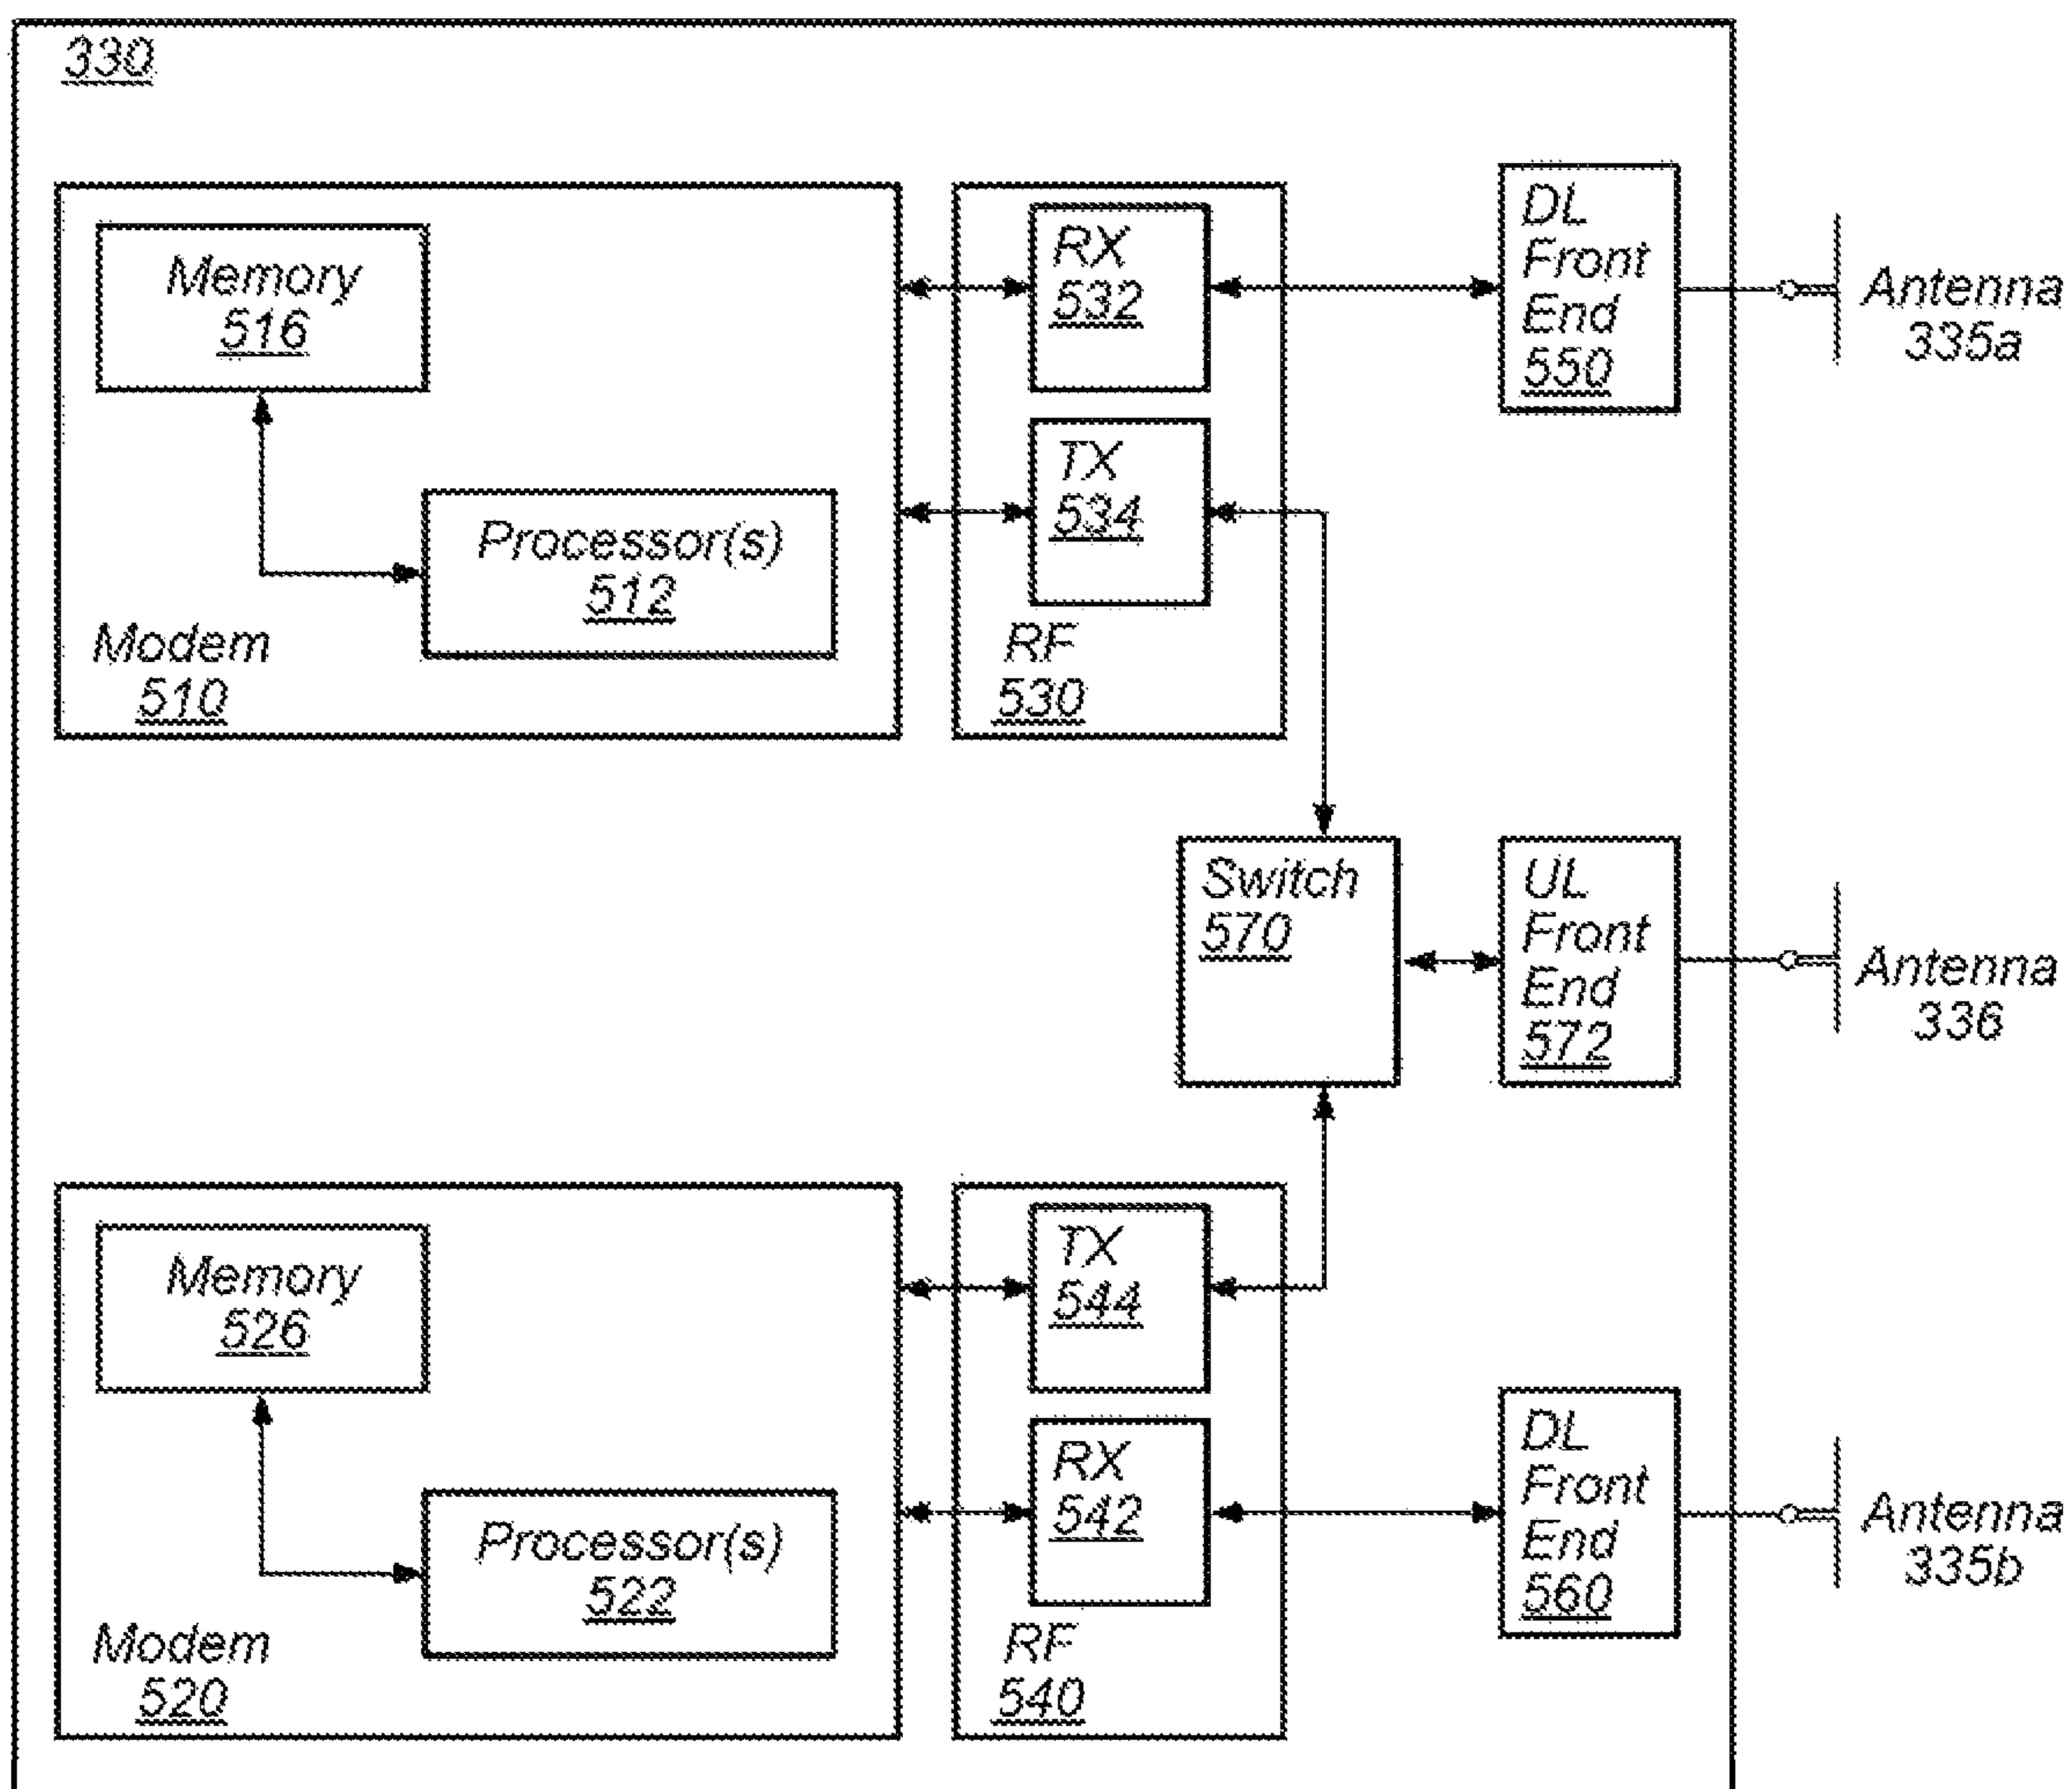 330
Memory
516
Processor(s)
512
Modem
510
RX
532
TX
534
RF
530
DL
Front
End
550
Antenna
335a
Switch
570
UL
Front
End
572
Antenna
336
Memory
526
Processor(s)
522
Modem
520
TX
544
RX
542
RF
540
DL
Front
End
560
Antenna
335b